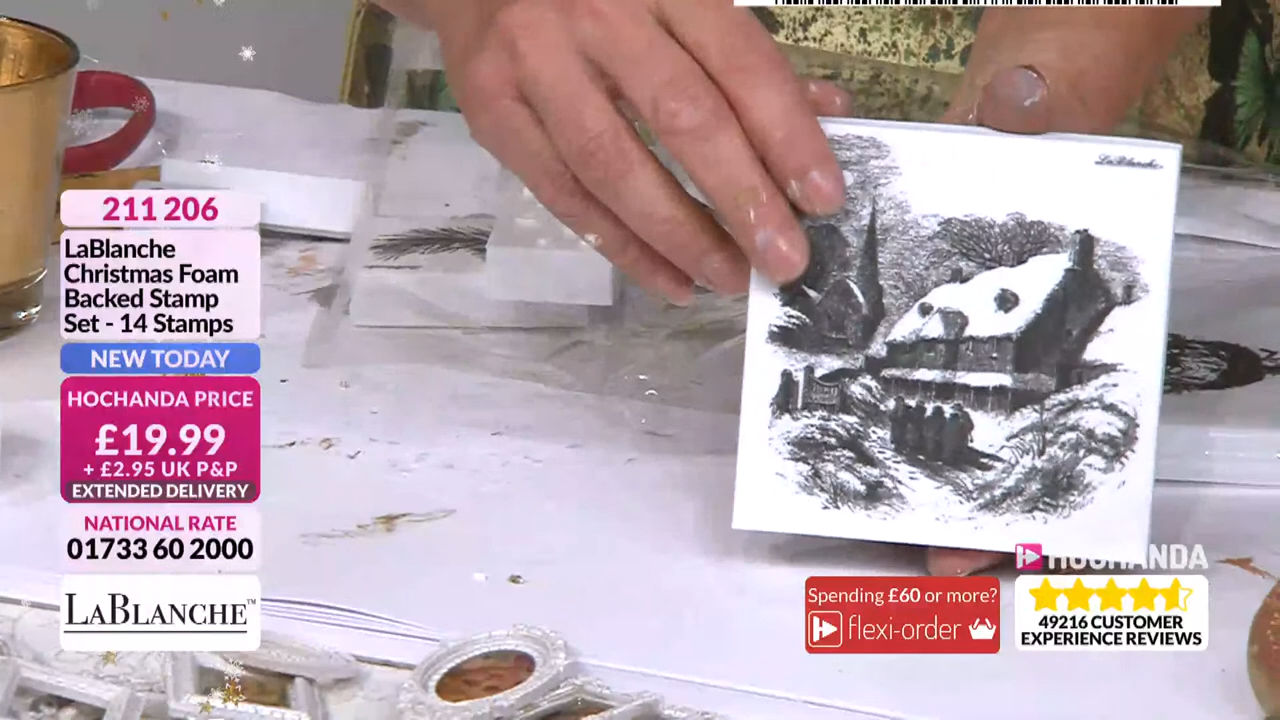 211 206
LaBlanche
Christmas Foam
Backed Stamp
Set - 14 Stamps
NEW TODAY
HOCHANDA PRICE
£19.99
+ £2.95 UK P&P
EXTENDED DELIVERY
NATIONAL RATE
01733 60 2000
LABLANCHE™
LaBlanche
HOCHANDA
Spending £60 or more?
flexi-order
49216 CUSTOMER
EXPERIENCE REVIEWS